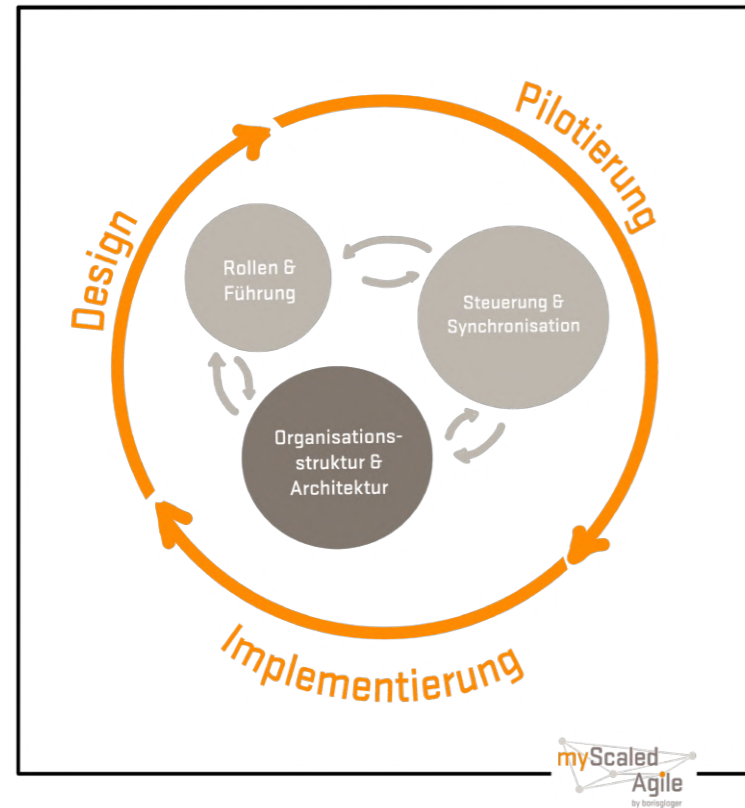 Pilotierung
Design
Rollen &
Führung
Steuerung &
Synchronisation
Organisations-
struktur &
Architektur
Implementierung
myScaled
Agile
by borisgloger